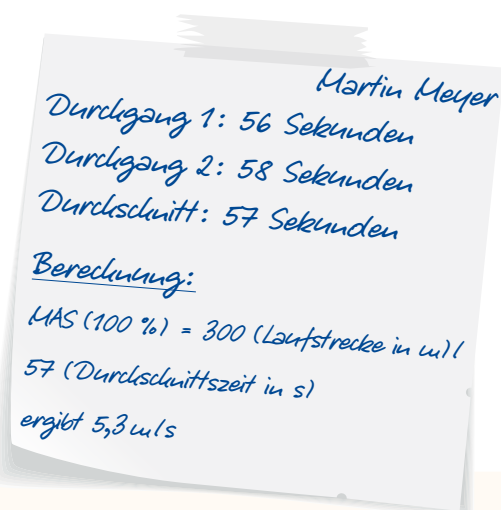 Martin Meyer
Durchgang 1: 56 Sekunden
Durchgang 2: 58 Sekunden
Durchschnitt: 57 Sekunden
Berechnung:
MAS (100 %) = 300 (Laufstrecke in m) /
57 (Durchschnittszeit in s)
ergibt 5,3 m/s